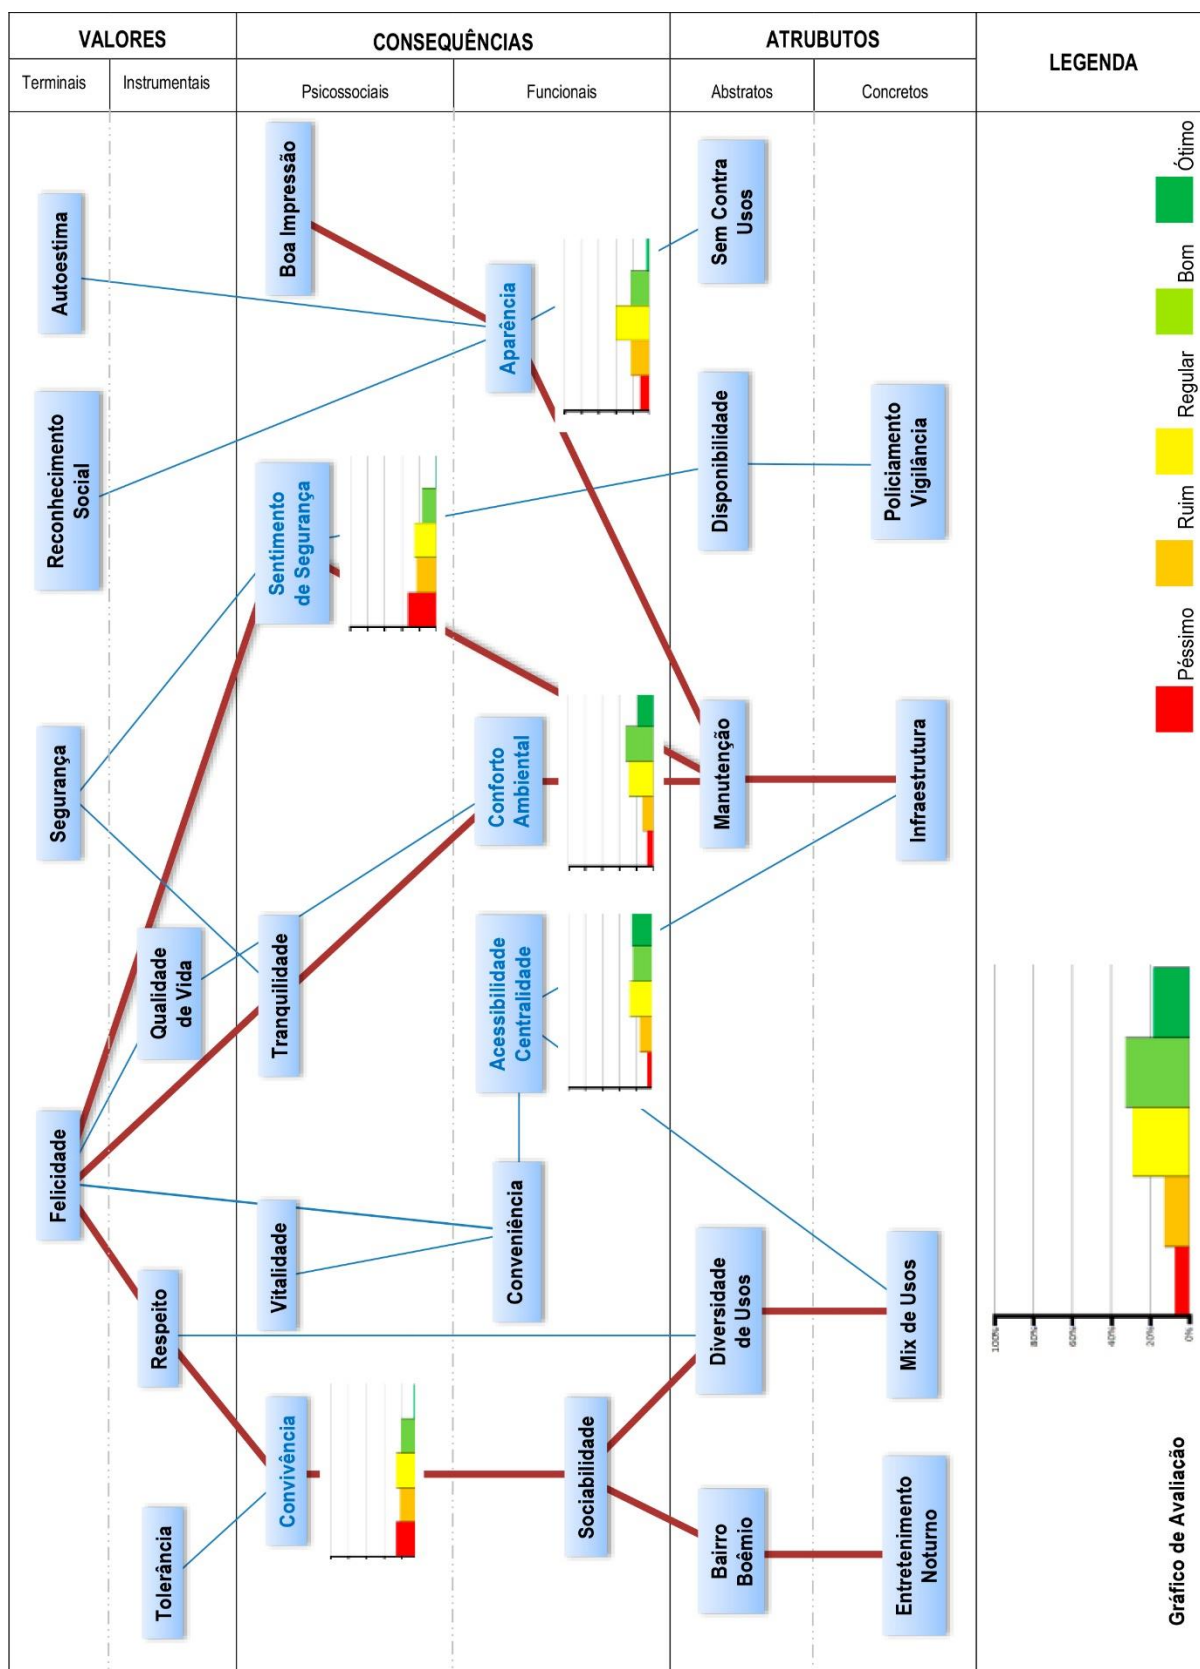 VALORES
CONSEQUÊNCIAS
ATRUBUTOS
LEGENDA
Terminais
Instrumentais
Psicossociais
Funcionais
Abstratos
Concretos
Autoestima
Reconhecimento
Social
Segurança
Felicidade
Qualidade
de Vida
Respeito
Tolerância
Boa Impressão
Sentimento
de Segurança
Tranquilidade
Vitalidade
Convivência
Aparência
Conforto
Ambiental
Acessibilidade
Centralidade
Conveniência
Sociabilidade
Sem Contra
Usos
Disponibilidade
Manutenção
Diversidade
de Usos
Bairro
Boêmio
Policiamento
Vigilância
Infraestrutura
Mix de Usos
Entretenimento
Noturno
Péssimo
Ruim
Regular
Bom
Ótimo
100%
80%
60%
40%
20%
0%
Gráfico de Avaliação